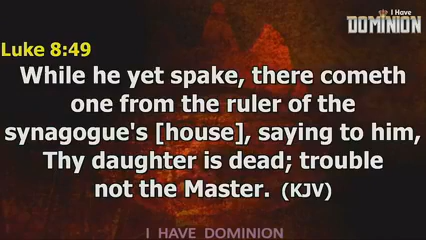 I Have
DOMINION
Luke 8:49
While he yet spake, there cometh
one from the ruler of the
synagogue's [house], saying to him,
Thy daughter is dead; trouble
not the Master. (KJV)
I HAVE DOMINION